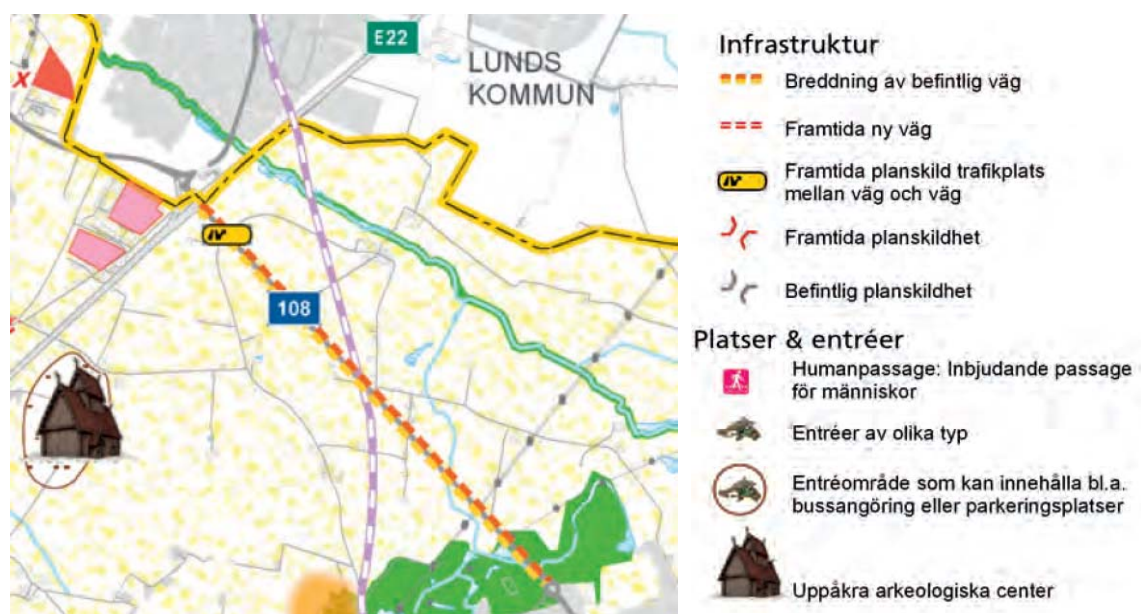 E22
LUNDS
KOMMUN
X
108
Infrastruktur
Breddning av befintlig väg
Framtida ny väg
Framtida planskild trafikplats
mellan väg och väg
Framtida planskildhet
Befintlig planskildhet
Platser & entréer
Humanpassage: Inbjudande passage
för människor
Entréer av olika typ
Entréområde som kan innehålla bl.a.
bussangöring eller parkeringsplatser
Uppåkra arkeologiska center